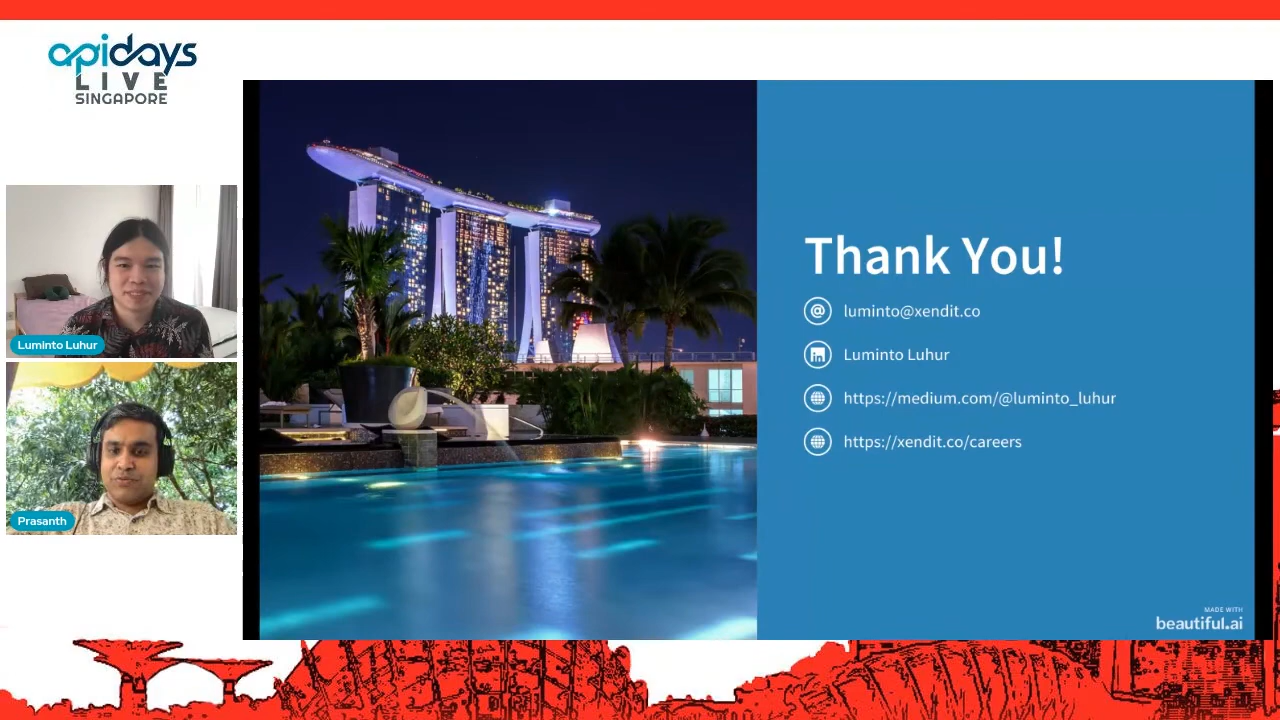 apidays
LIVE
SINGAPORE
Luminto Luhur
Prasanth
Thank You!
@ luminto@xendit.co
in Luminto Luhur
https://medium.com/@luminto_luhur
https://xendit.co/careers
MADE WITH
beautiful.ai